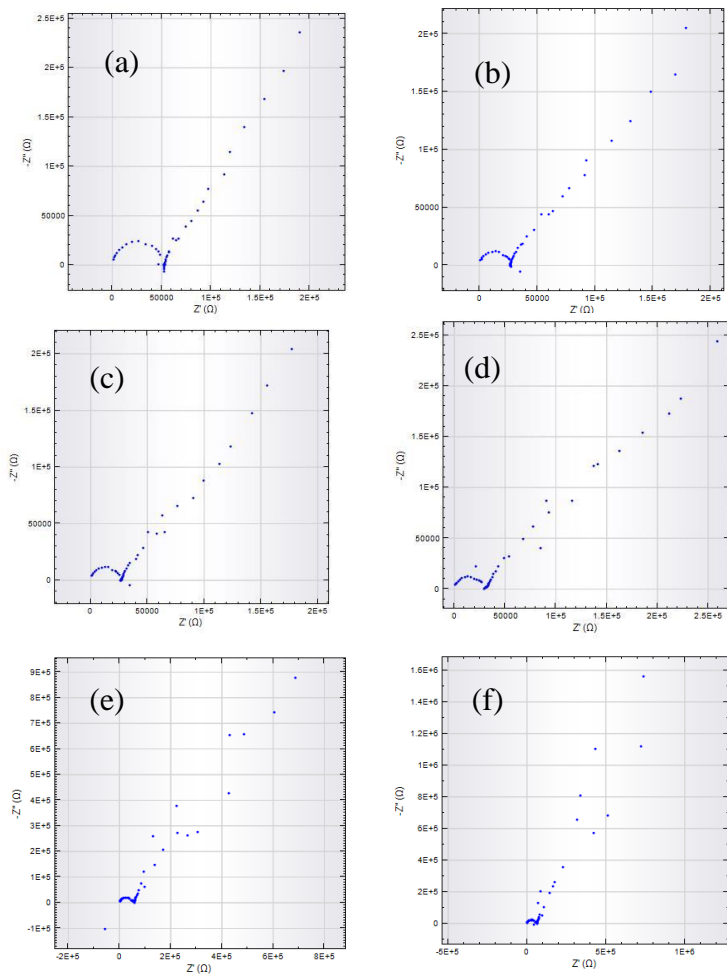 (a)
2.5E+5
2E+5
1.5E+5
1E+5
50000
0
-Z'' (Ω)
0
50000
1E+5
1.5E+5
2E+5
Z' (Ω)
(b)
2E+5
1.5E+5
1E+5
50000
0
-Z'' (Ω)
0
50000
1E+5
1.5E+5
2E+5
Z' (Ω)
(c)
2E+5
1.5E+5
1E+5
50000
0
-Z'' (Ω)
0
50000
1E+5
1.5E+5
2E+5
Z' (Ω)
(d)
2.5E+5
2E+5
1.5E+5
1E+5
50000
0
-Z'' (Ω)
0
50000
1E+5
1.5E+5
2E+5
2.5E+5
Z' (Ω)
(e)
9E+5
8E+5
7E+5
6E+5
5E+5
4E+5
3E+5
2E+5
1E+5
0
-1E+5
-Z'' (Ω)
-2E+5
0
2E+5
4E+5
6E+5
8E+5
Z' (Ω)
(f)
1.6E+6
1.4E+6
1.2E+6
1E+6
8E+5
6E+5
4E+5
2E+5
0
-Z'' (Ω)
-5E+5
0
5E+5
1E+6
Z' (Ω)